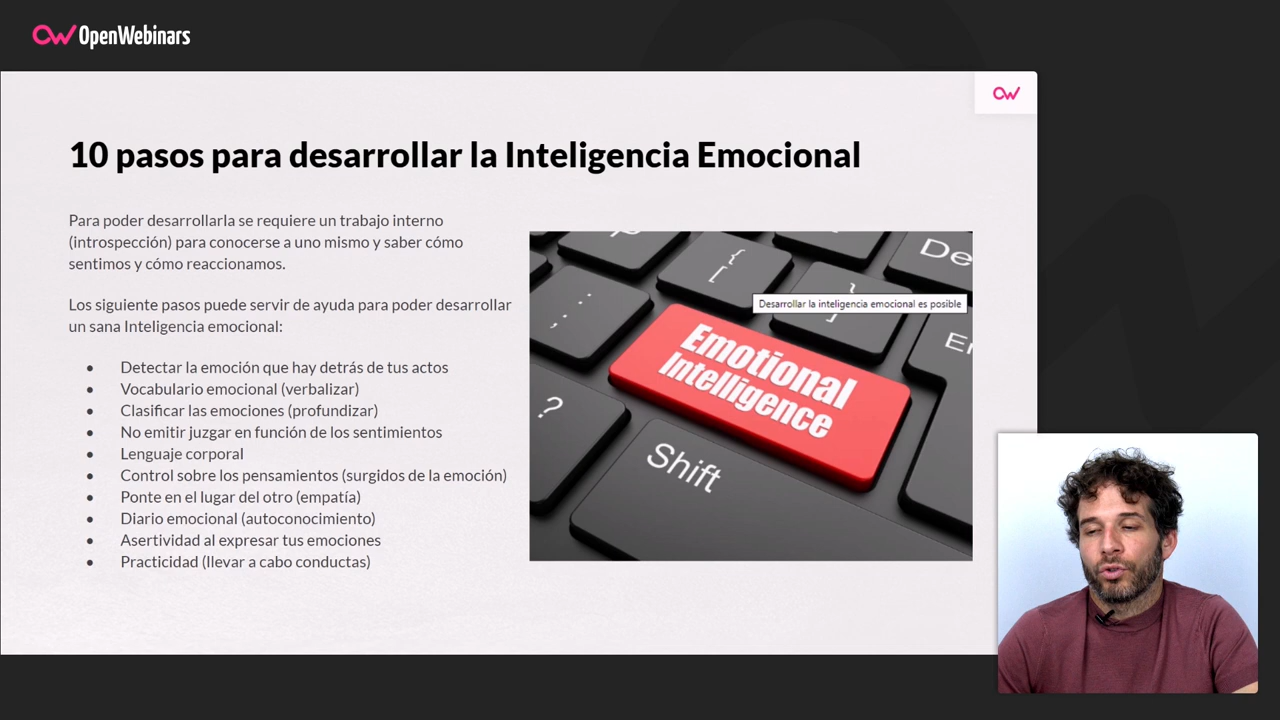 OpenWebinars
10 pasos para desarrollar la Inteligencia Emocional
Para poder desarrollarla se requiere un trabajo interno
(introspección) para conocerse a uno mismo y saber cómo
sentimos y cómo reaccionamos.
Los siguiente pasos puede servir de ayuda para poder desarrollar
un sana Inteligencia emocional:
● Detectar la emoción que hay detrás de tus actos
● Vocabulario emocional (verbalizar)
● Clasificar las emociones (profundizar)
● No emitir juzgar en función de los sentimientos
● Lenguaje corporal
● Control sobre los pensamientos (surgidos de la emoción)
● Ponte en el lugar del otro (empatía)
● Diario emocional (autoconocimiento)
● Asertividad al expresar tus emociones
● Practicidad (llevar a cabo conductas)
{
[
De
: ;
Desarrollar la inteligencia emocional es posible
}
Emotional
Intelligence
En
?
Shift